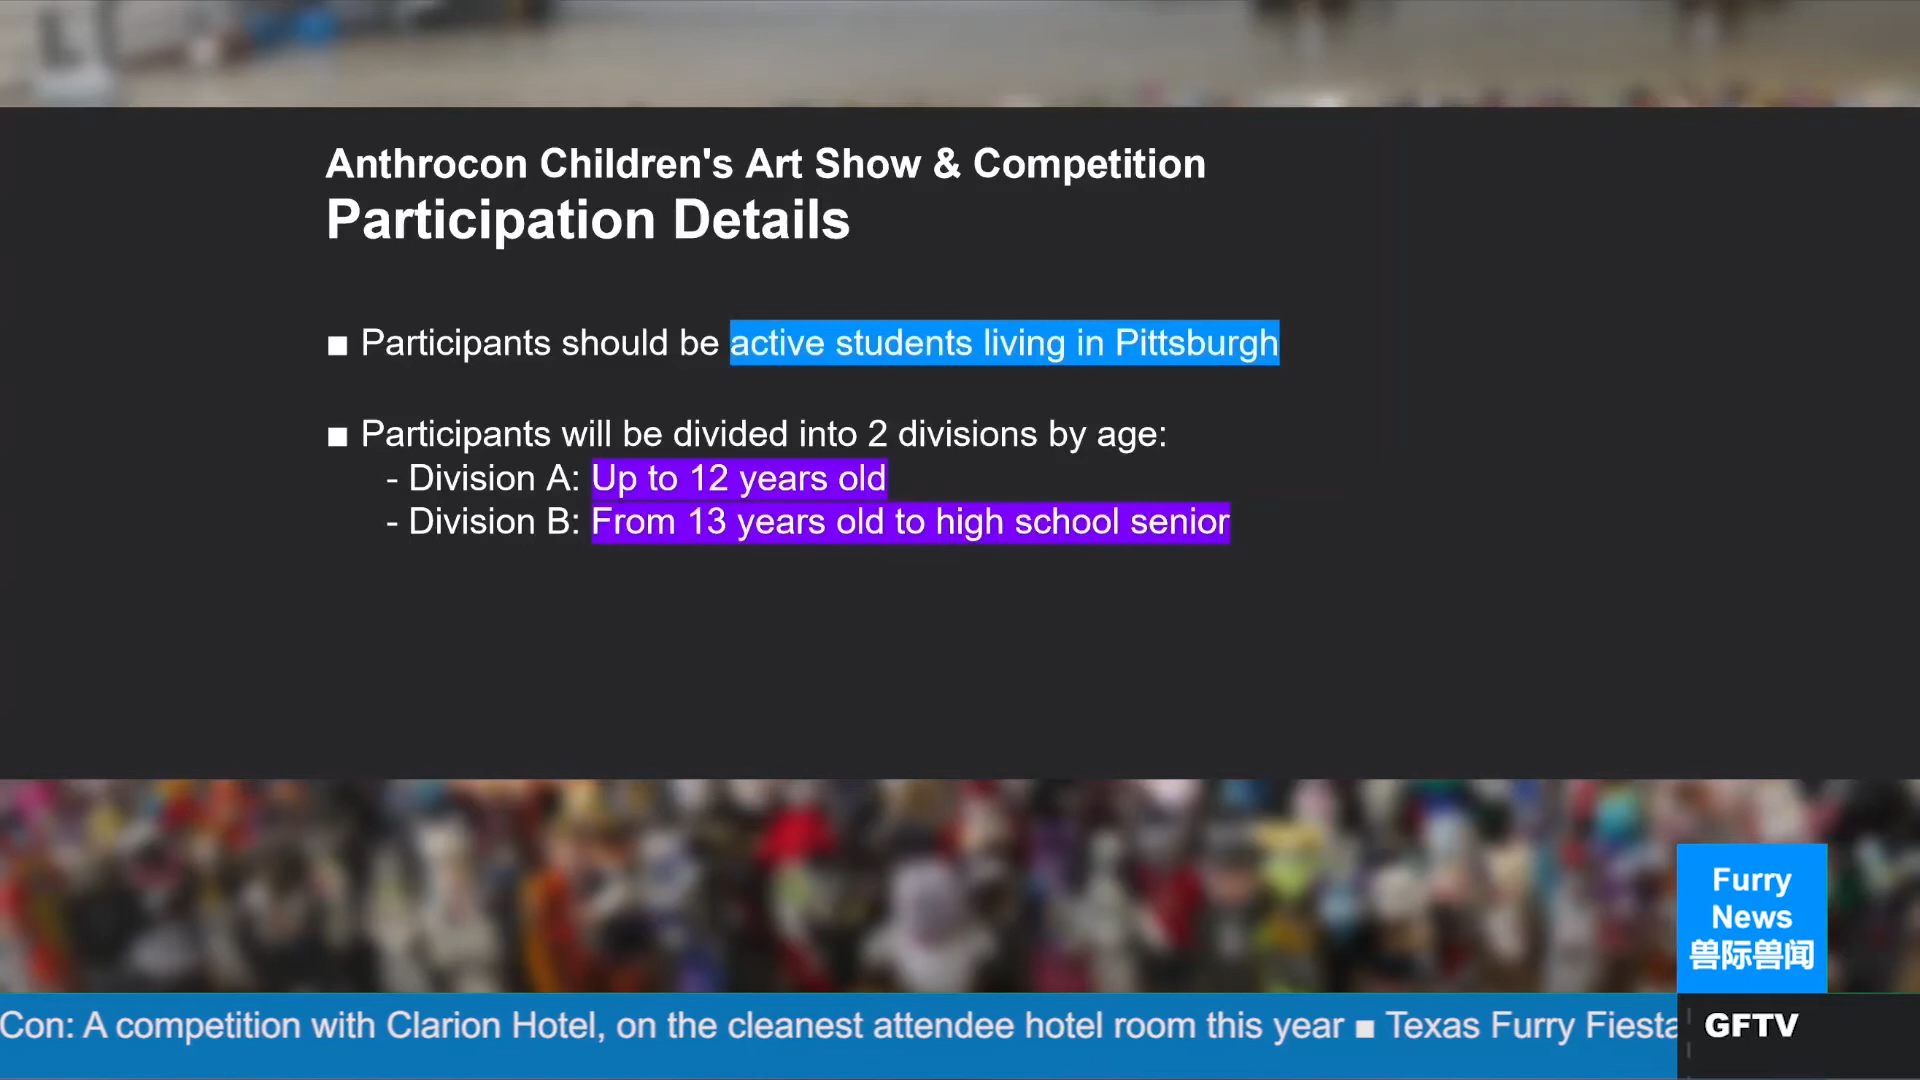 Anthrocon Children's Art Show & Competition
Participation Details
■ Participants should be active students living in Pittsburgh
■ Participants will be divided into 2 divisions by age:
- Division A: Up to 12 years old
- Division B: From 13 years old to high school senior
Furry
News
兽际兽闻
Con: A competition with Clarion Hotel, on the cleanest attendee hotel room this year ■ Texas Furry Fiesta
GFTV